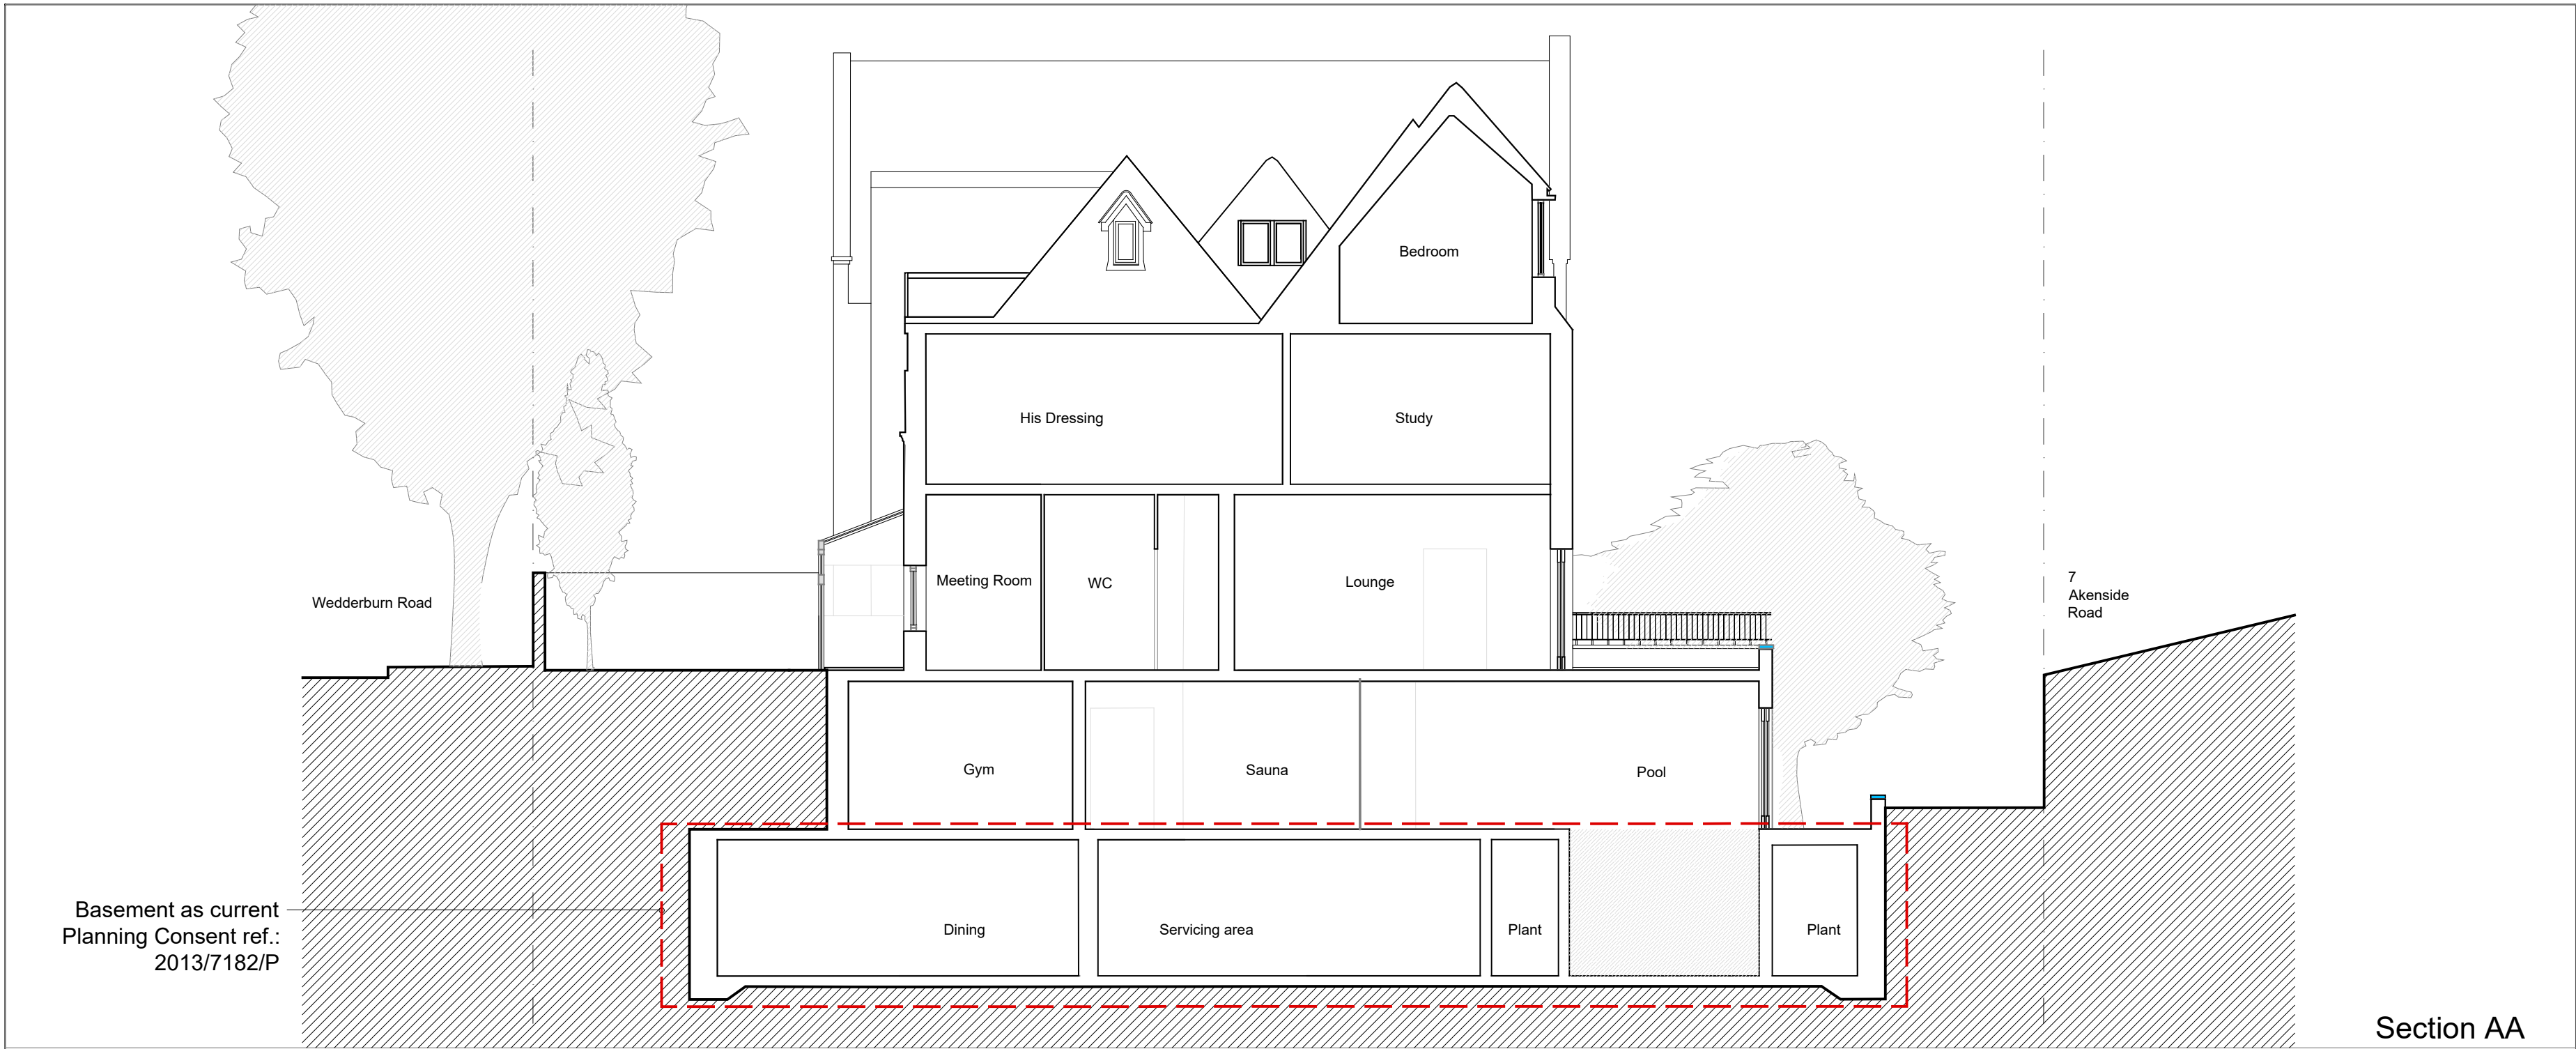 Bedroom
His Dressing
Study
Meeting Room
WC
Lounge
Wedderburn Road
7
Akenside
Road
Gym
Sauna
Pool
Basement as current
Planning Consent ref.:
2013/7182/P
Dining
Servicing area
Plant
Plant
Section AA